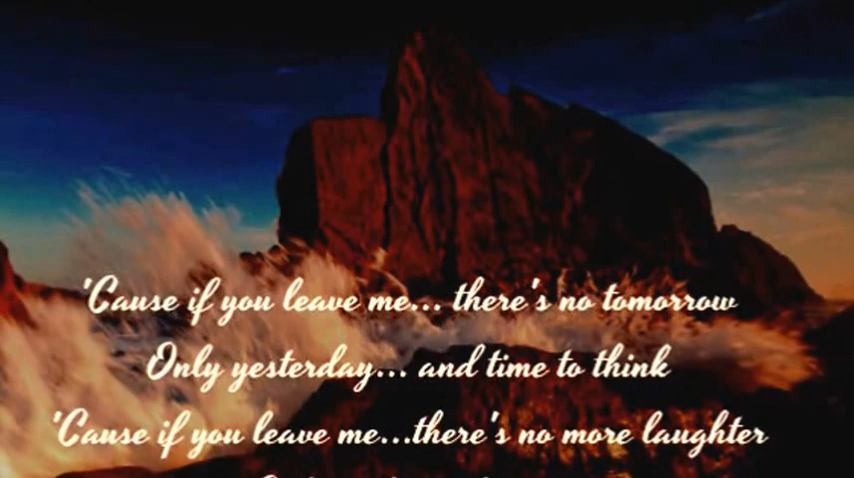 'Cause if you leave me... there's no tomorrow
Only yesterday... and time to think
'Cause if you leave me...there's no more laughter